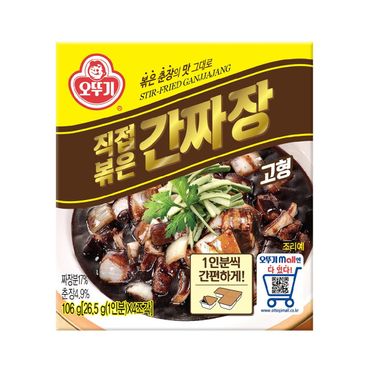 오뚜기
볶은 춘장의 맛 그대로
STIR-FRIED GANJJAJANG
직접
볶은
간짜장
고형
조리예
1인분씩
간편하게!
오뚜기mall엔
다 있다!
www.ottogimall.co.kr
짜장분17%
춘장4.9%
106 g[26.5 g(1인분)X4조각]